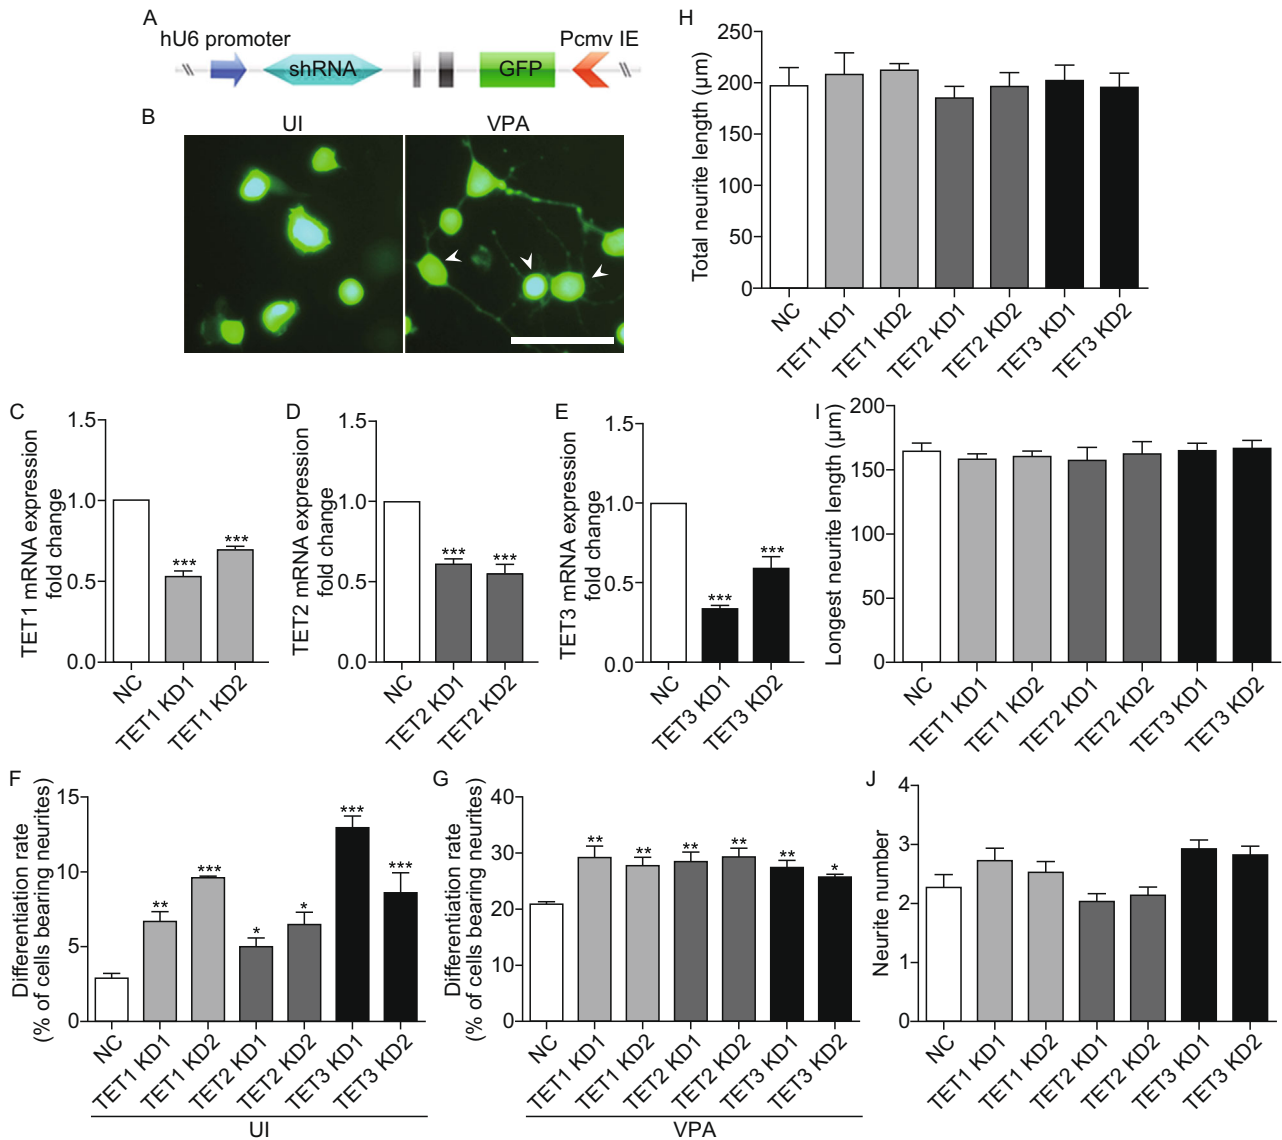 A
hU6 promoter
Pcmv IE
shRNA
GFP
B
UI
VPA
C
TET1 mRNA expression
fold change
1.5
1.0
0.5
0.0
***
***
NC
TET1 KD1
TET1 KD2
D
TET2 mRNA expression
fold change
1.5
1.0
0.5
0.0
***
***
NC
TET2 KD1
TET2 KD2
E
TET3 mRNA expression
fold change
1.5
1.0
0.5
0.0
***
***
NC
TET3 KD1
TET3 KD2
F
Differentiation rate
(% of cells bearing neurites)
15
10
5
0
**
***
*
*
***
***
NC
TET1 KD1
TET1 KD2
TET2 KD1
TET2 KD2
TET3 KD1
TET3 KD2
UI
G
Differentiation rate
(% of cells bearing neurites)
40
30
20
10
0
**
**
**
**
**
*
NC
TET1 KD1
TET1 KD2
TET2 KD1
TET2 KD2
TET3 KD1
TET3 KD2
VPA
H
Total neurite length (µm)
250
200
150
100
50
0
NC
TET1 KD1
TET1 KD2
TET2 KD1
TET2 KD2
TET3 KD1
TET3 KD2
I
Longest neurite length (µm)
200
150
100
50
0
NC
TET1 KD1
TET1 KD2
TET2 KD1
TET2 KD2
TET3 KD1
TET3 KD2
J
Neurite number
4
3
2
1
0
NC
TET1 KD1
TET1 KD2
TET2 KD1
TET2 KD2
TET3 KD1
TET3 KD2